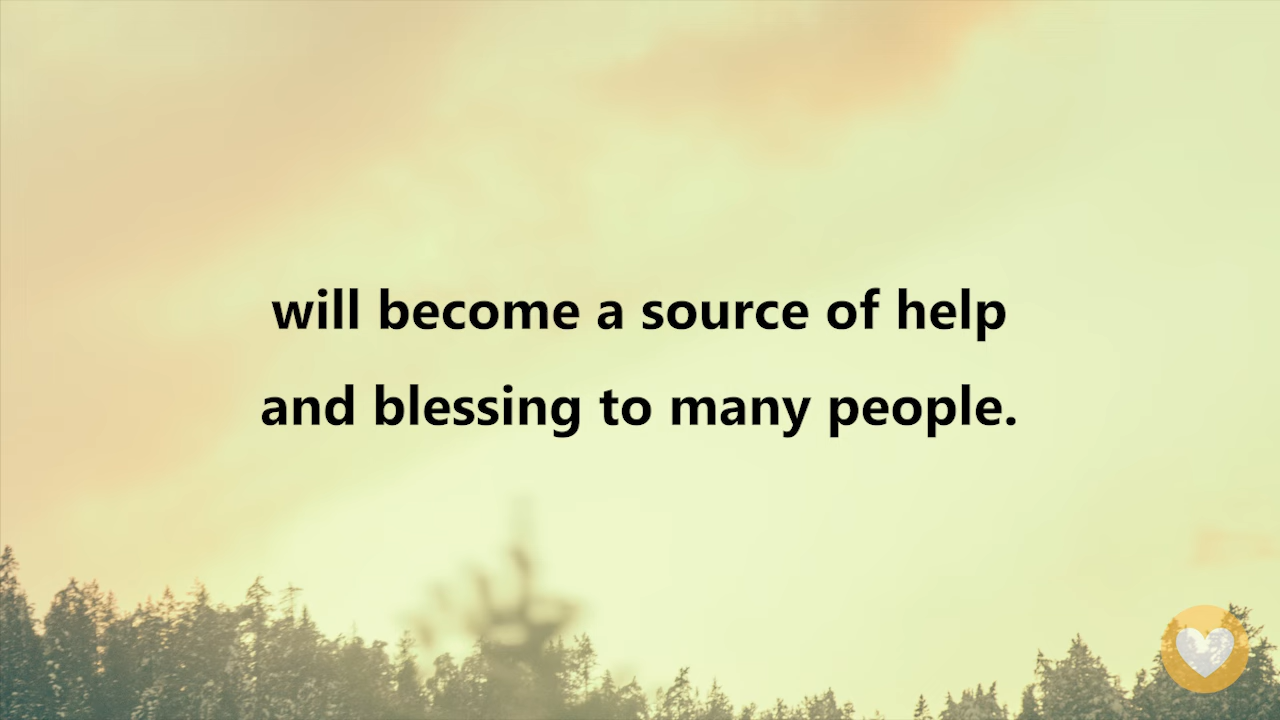 will become a source of help
and blessing to many people.